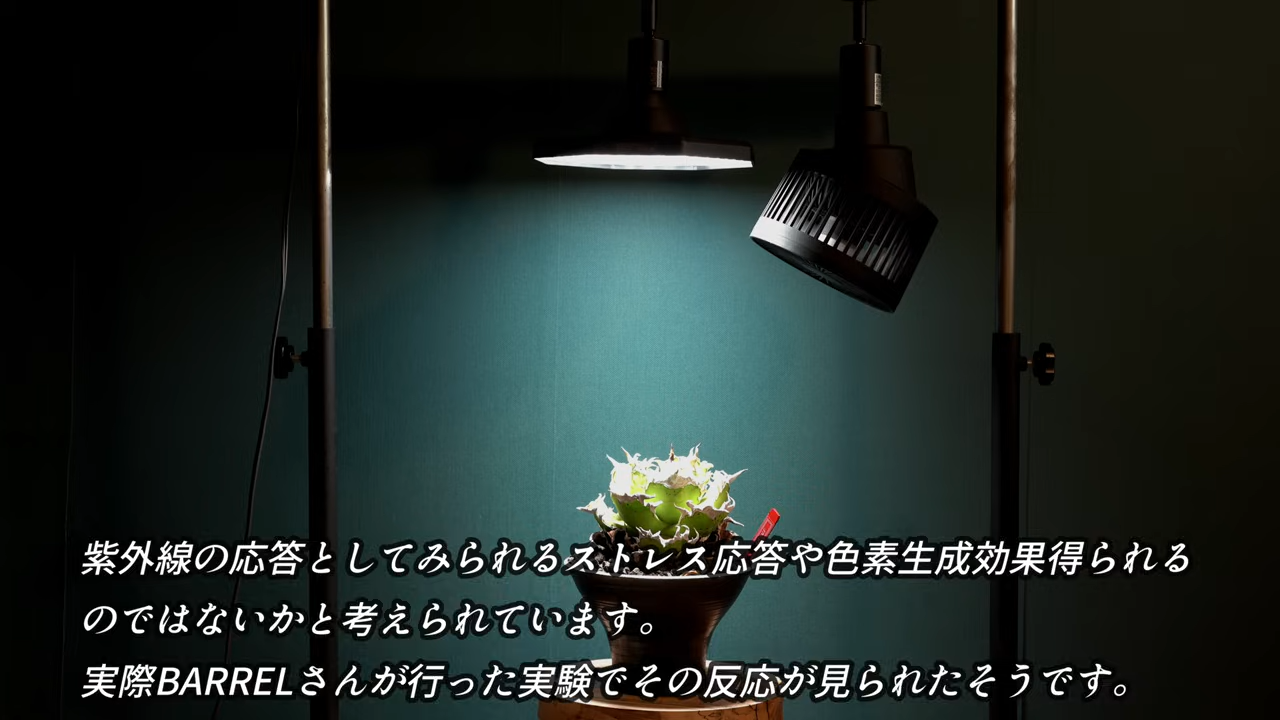 紫外線の応答としてみられるストレス応答や色素生成効果得られる
のではないかと考えられています。
実際BARRELさんが行った実験でその反応が見られたそうです。